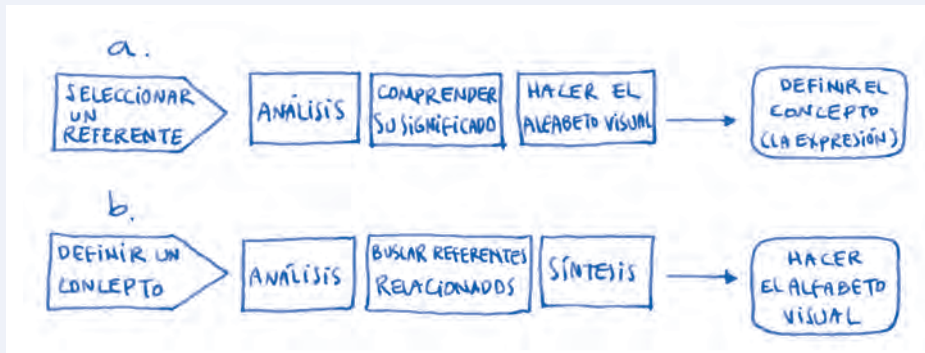 a.
SELECCIONAR
UN
REFERENTE
ANÁLISIS
COMPRENDER
SU SIGNIFICADO
HACER EL
ALFABETO VISUAL
DEFINIR EL
CONCEPTO
(LA EXPRESIÓN)
b.
DEFINIR UN
CONCEPTO
ANÁLISIS
BUSCAR REFERENTES
RELACIONADOS
SÍNTESIS
HACER
EL ALFABETO
VISUAL